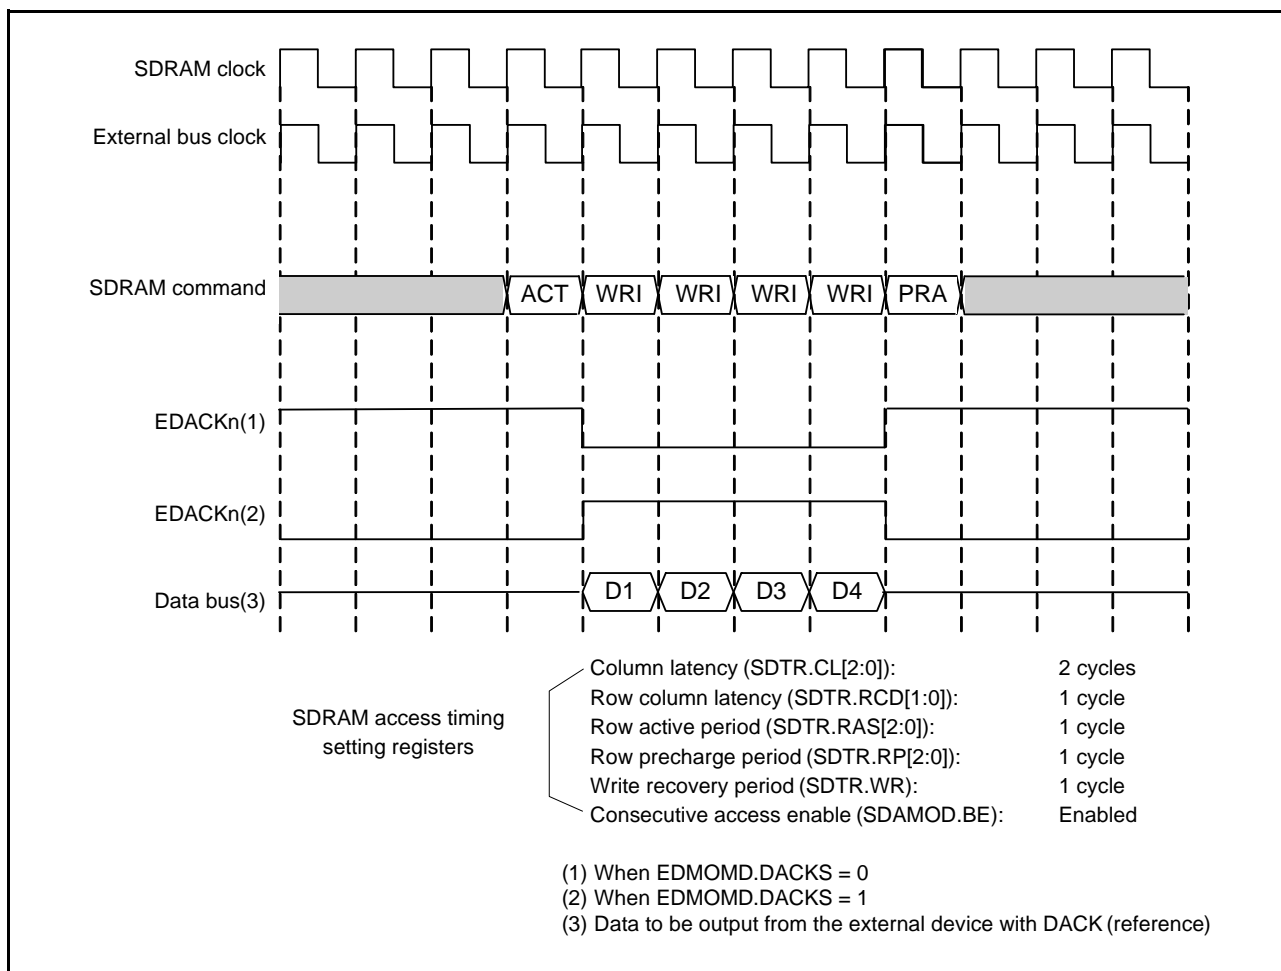 SDRAM clock
External bus clock
SDRAM command
ACT WRI WRI WRI WRI PRA
EDACKn(1)
EDACKn(2)
Data bus(3)
D1 D2 D3 D4
SDRAM access timing
setting registers
Column latency (SDTR.CL[2:0]): 2 cycles
Row column latency (SDTR.RCD[1:0]): 1 cycle
Row active period (SDTR.RAS[2:0]): 1 cycle
Row precharge period (SDTR.RP[2:0]): 1 cycle
Write recovery period (SDTR.WR): 1 cycle
Consecutive access enable (SDAMOD.BE): Enabled
(1) When EDMOMD.DACKS = 0
(2) When EDMOMD.DACKS = 1
(3) Data to be output from the external device with DACK (reference)